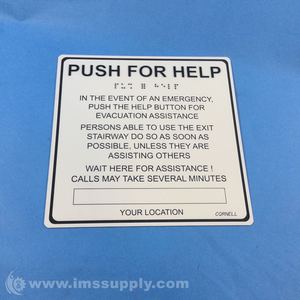 PUSH FOR HELP
IN THE EVENT OF AN EMERGENCY,
PUSH THE HELP BUTTON FOR
EVACUATION ASSISTANCE
PERSONS ABLE TO USE THE EXIT
STAIRWAY DO SO AS SOON AS
POSSIBLE, UNLESS THEY ARE
ASSISTING OTHERS
WAIT HERE FOR ASSISTANCE !
CALLS MAY TAKE SEVERAL MINUTES
YOUR LOCATION
CORNELL
© www.imssupply.com